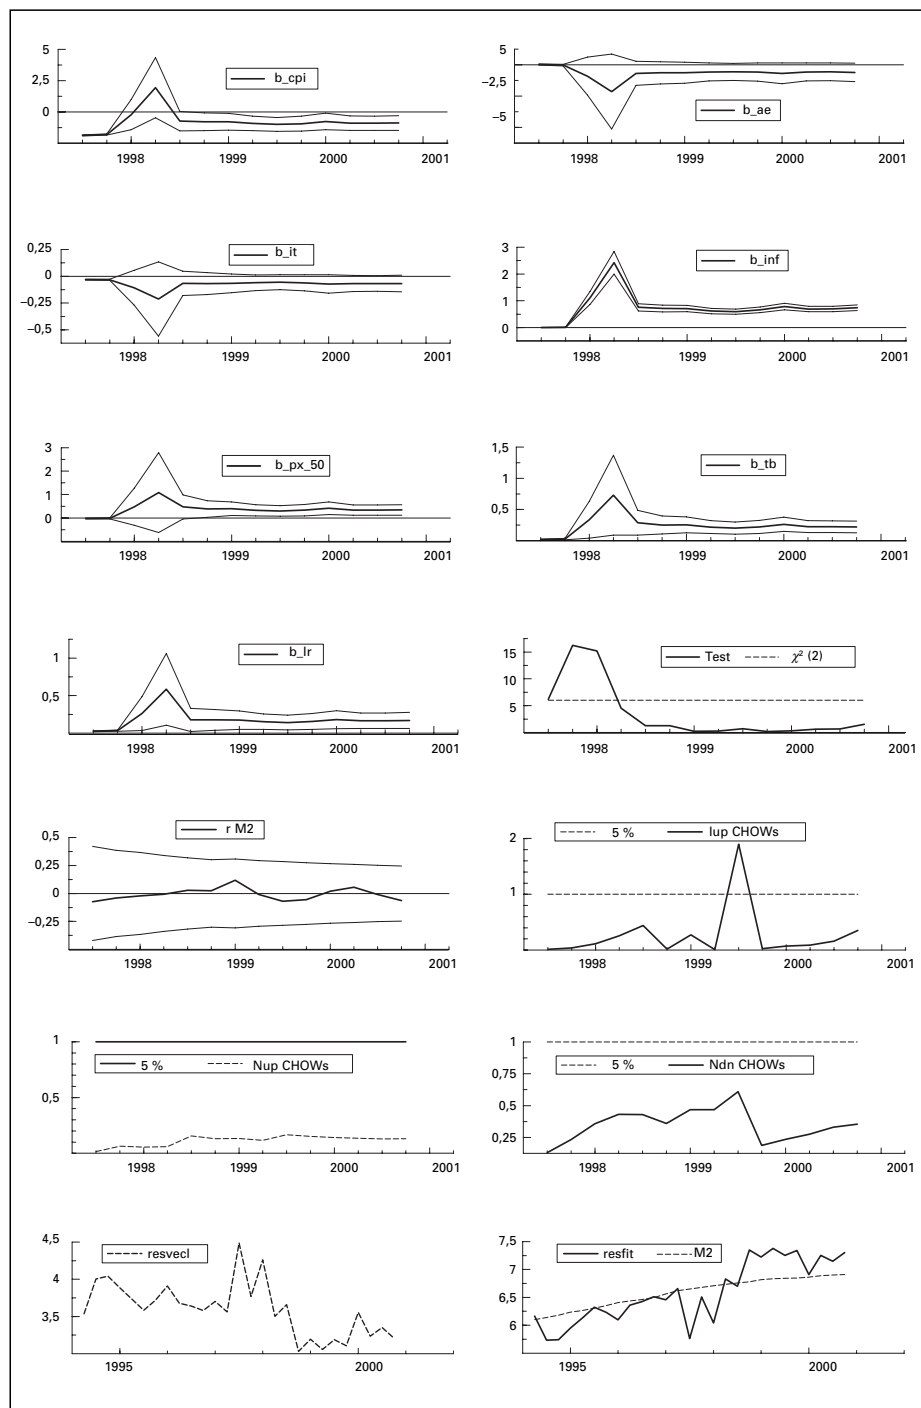 5
2,5
0
b_cpi
1998 1999 2000 2001
5
−2,5
−5
b_ae
1998 1999 2000 2001
0,25
0
−0,25
−0,5
b_it
1998 1999 2000 2001
3
2
1
0
b_inf
1998 1999 2000 2001
3
2
1
0
b_px_50
1998 1999 2000 2001
1,5
0,5
b_tb
1998 1999 2000 2001
1
0,5
b_lr
1998 1999 2000 2001
15
10
5
Test χ² (2)
1998 1999 2000 2001
0,5
0,25
0
−0,25
r M2
1998 1999 2000 2001
2
1
5 % Iup CHOWs
1998 1999 2000 2001
1
0,5
5 % Nup CHOWs
1998 1999 2000 2001
1
0,75
0,5
0,25
5 % Ndn CHOWs
1998 1999 2000 2001
4,5
4
3,5
resvecl
1995 2000
7,5
7
6,5
6
resfit M2
1995 2000